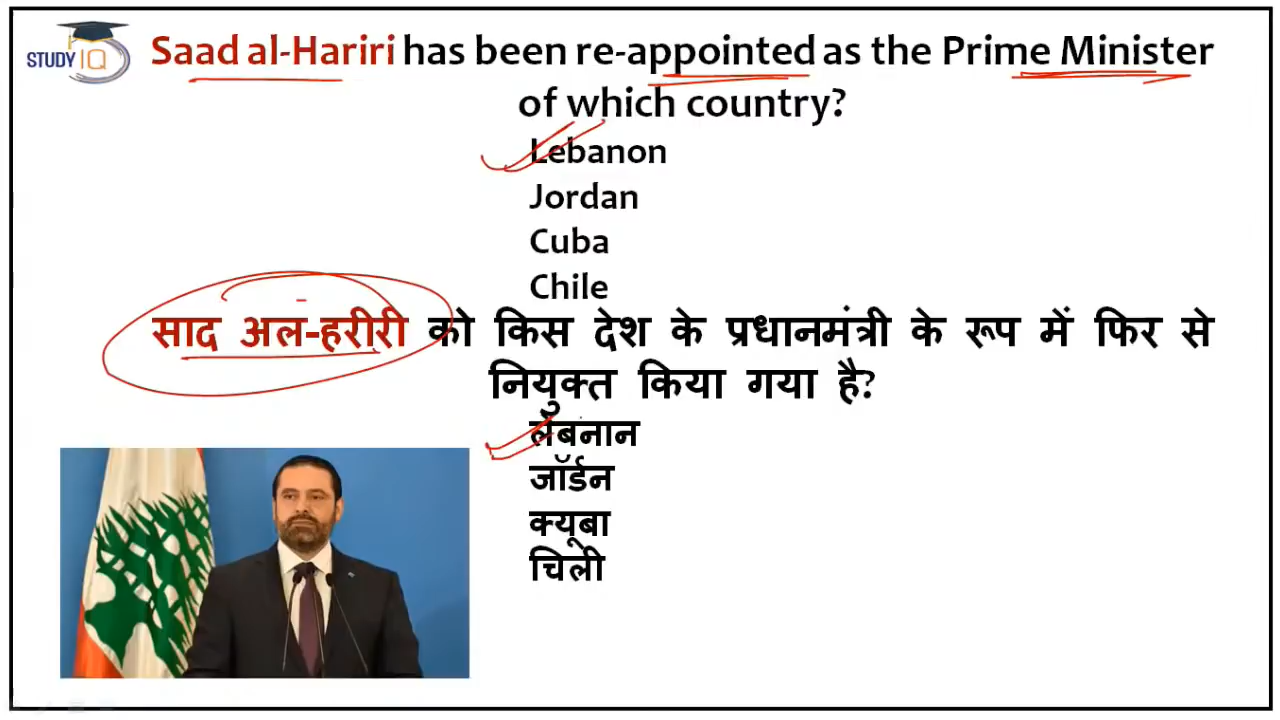 STUDY IQ
Saad al-Hariri has been re-appointed as the Prime Minister
of which country?
Lebanon
Jordan
Cuba
Chile
साद अल-हरीरी को किस देश के प्रधानमंत्री के रूप में फिर से
नियुक्त किया गया है?
लेबनान
जॉर्डन
क्यूबा
चिली